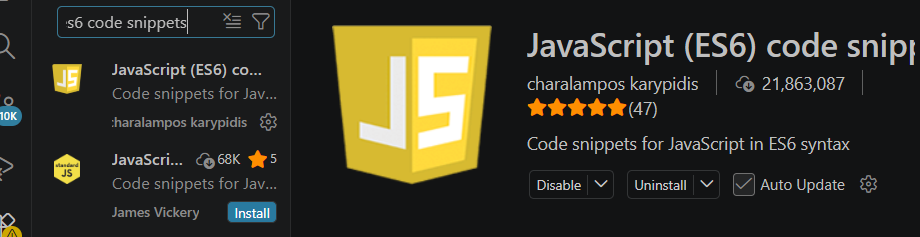 es6 code snippets
10K
JS
JavaScript (ES6) co...
Code snippets for Jav...
charalampos karypidis
standard
JS
JavaScri... 68K 5
Code snippets for Jav...
James Vickery Install
JS
JavaScript (ES6) code snipp
charalampos karypidis 21,863,087
(47)
Code snippets for JavaScript in ES6 syntax
Disable Uninstall Auto Update